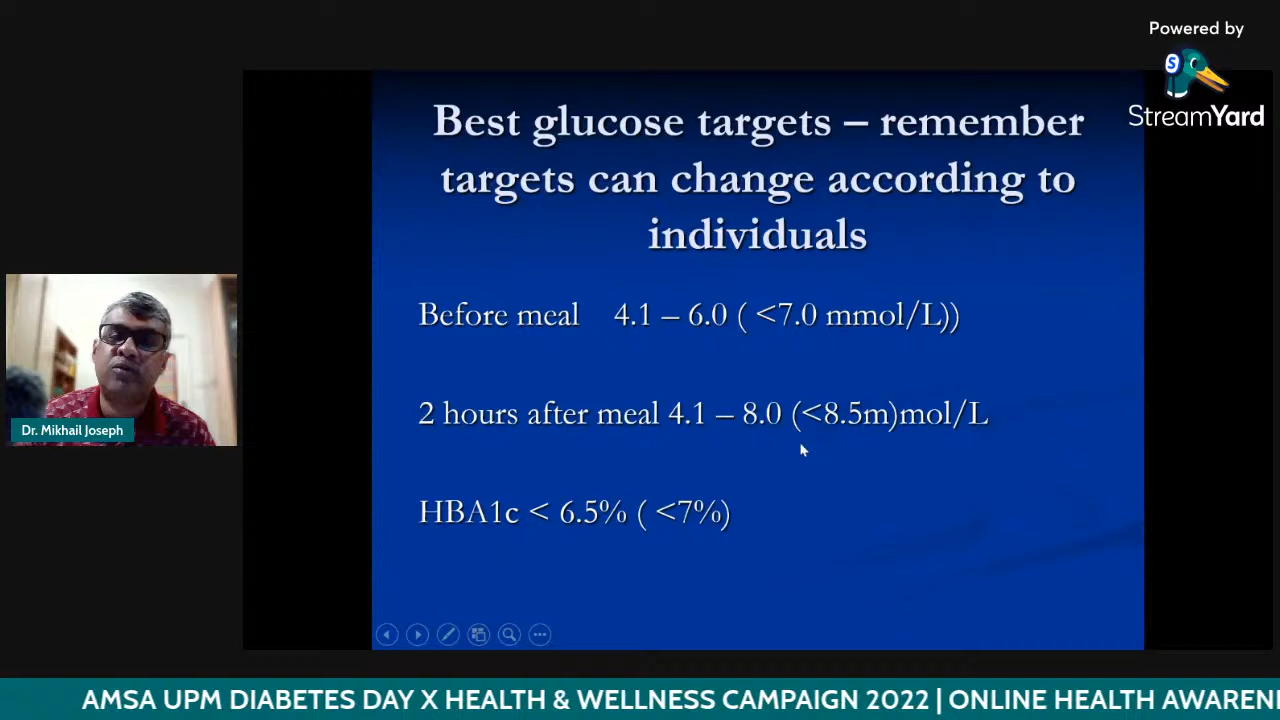 Powered by
StreamYard
Best glucose targets – remember
targets can change according to
individuals
Before meal 4.1 – 6.0 ( <7.0 mmol/L))
2 hours after meal 4.1 – 8.0 (<8.5m)mol/L
HBA1c < 6.5% ( <7%)
Dr. Mikhail Joseph
AMSA UPM DIABETES DAY X HEALTH & WELLNESS CAMPAIGN 2022 | ONLINE HEALTH AWAREN